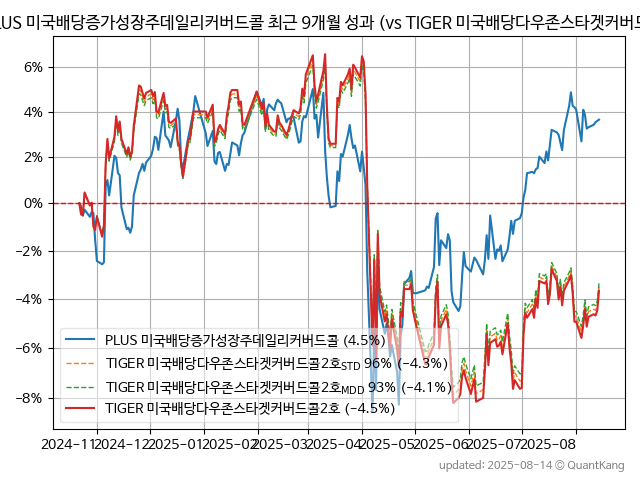 LUS 미국배당증가성장주데일리커버드콜 최근 9개월 성과 (vs TIGER 미국배당다우존스타겟커버드
6%
4%
2%
0%
−2%
−4%
−6%
−8%
PLUS 미국배당증가성장주데일리커버드콜 (4.5%)
TIGER 미국배당다우존스타겟커버드콜2호STD 96% (−4.3%)
TIGER 미국배당다우존스타겟커버드콜2호MDD 93% (−4.1%)
TIGER 미국배당다우존스타겟커버드콜2호 (−4.5%)
2024-11 2024-12 2025-01 2025-02 2025-03 2025-04 2025-05 2025-06 2025-07 2025-08
updated: 2025-08-14 © QuantKang